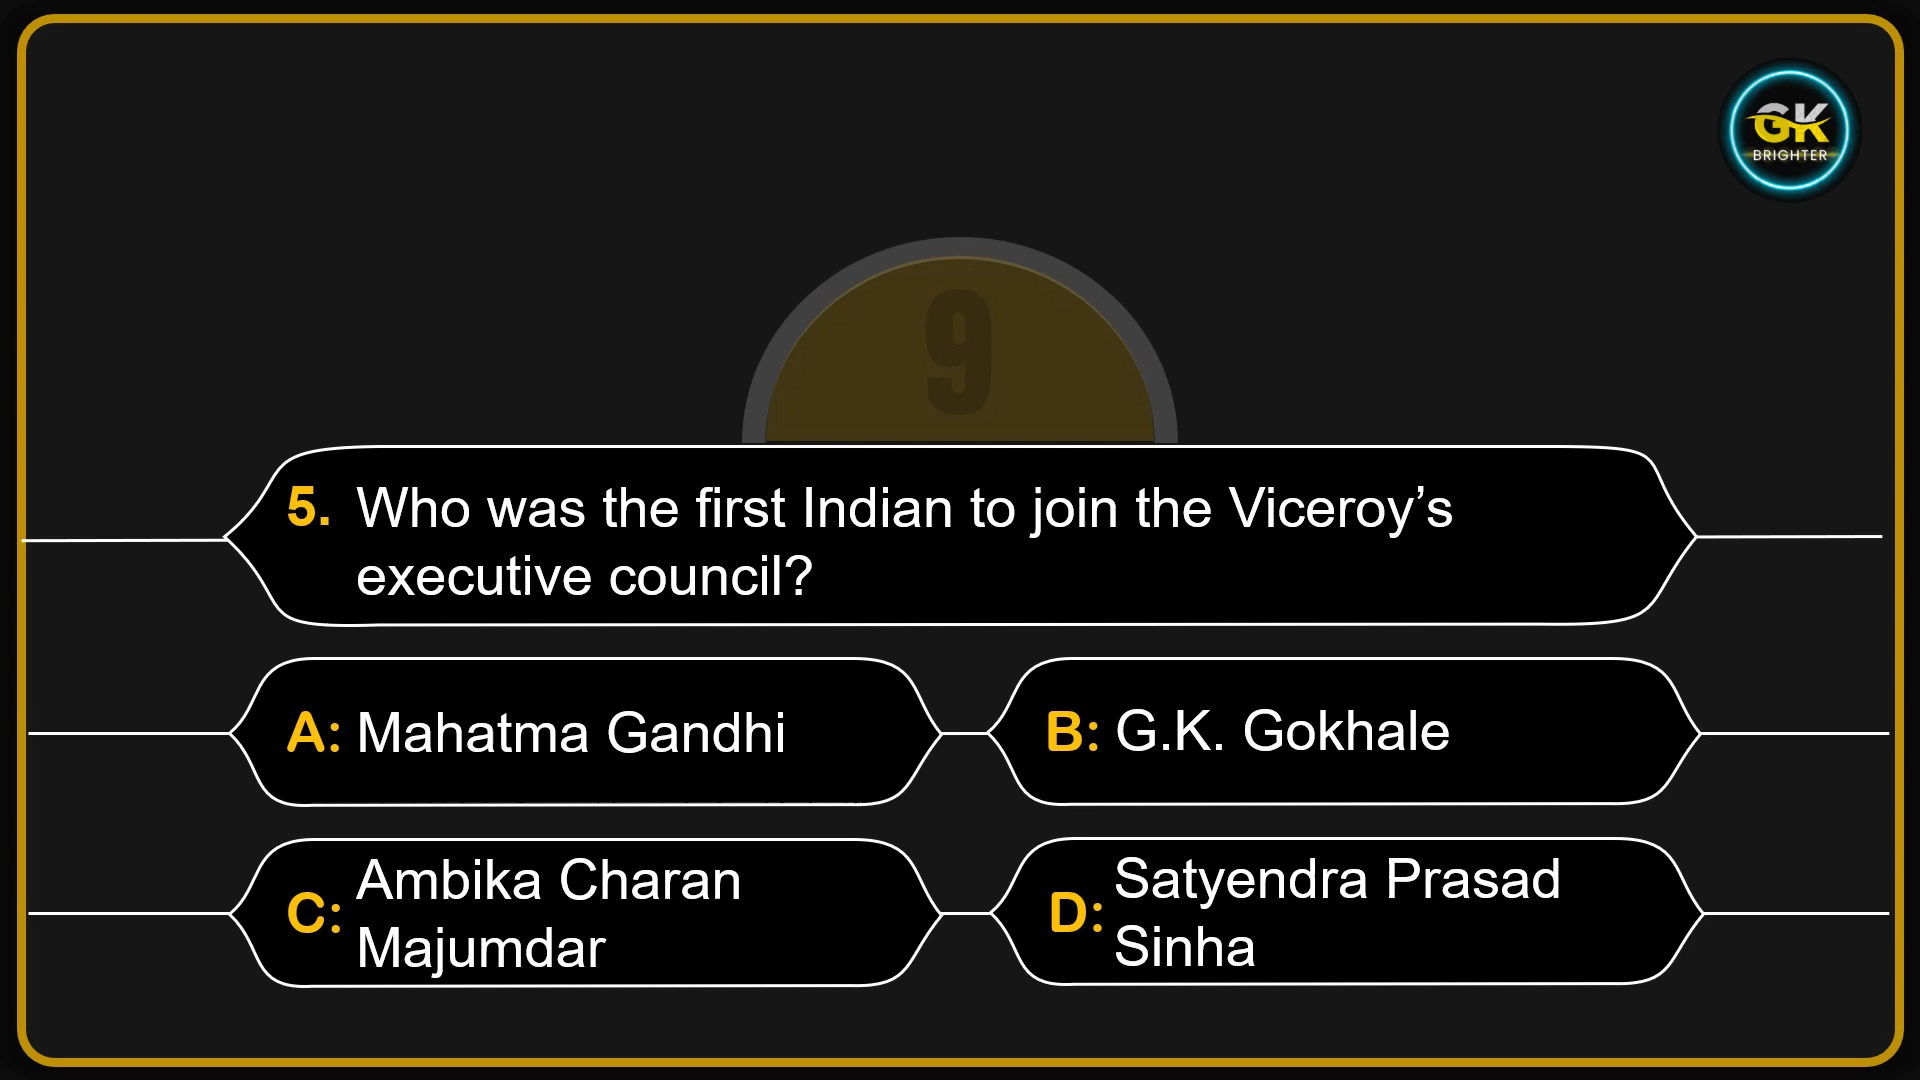 GK
BRIGHTER
9
5. Who was the first Indian to join the Viceroy’s
executive council?
A: Mahatma Gandhi
B: G.K. Gokhale
C: Ambika Charan
Majumdar
D: Satyendra Prasad
Sinha